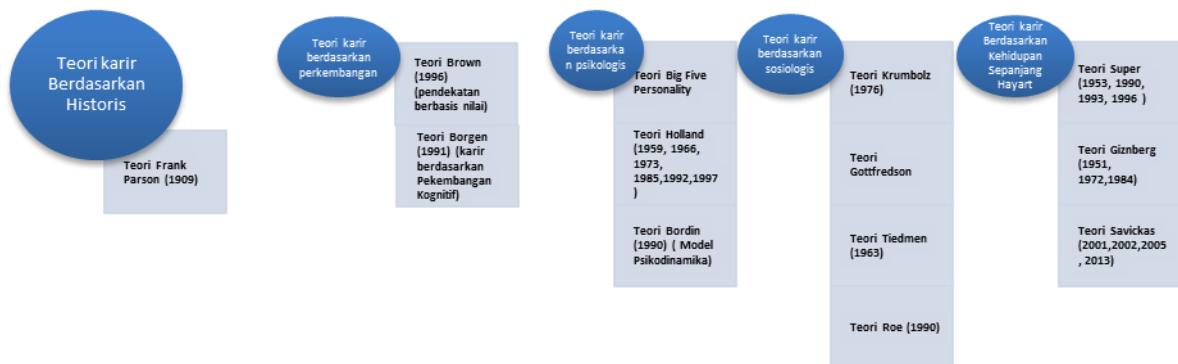 Teori karir
Berdasarkan
Historis
Teori Frank
Parson (1909)
Teori karir
berdasarkan
perkembangan
Teori Brown
(1996)
(pendekatan
berbasis nilai)
Teori Borgen
(1991) (karir
berdasarkan
Pekembangan
Kognitif)
Teori karir
berdasarka
n psikologis
Teori Big Five
Personality
Teori Holland
(1959, 1966,
1973,
1985,1992,1997
)
Teori Bordin
(1990) ( Model
Psikodinamika)
Teori karir
berdasarkan
sosiologis
Teori Krumbolz
(1976)
Teori
Gottfredson
Teori Tiedmen
(1963)
Teori Roe (1990)
Teori karir
Berdasarkan
Kehidupan
Sepanjang
Hayart
Teori Super
(1953, 1990,
1993, 1996 )
Teori Giznberg
(1951,
1972,1984)
Teori Savickas
(2001,2002,2005
, 2013)